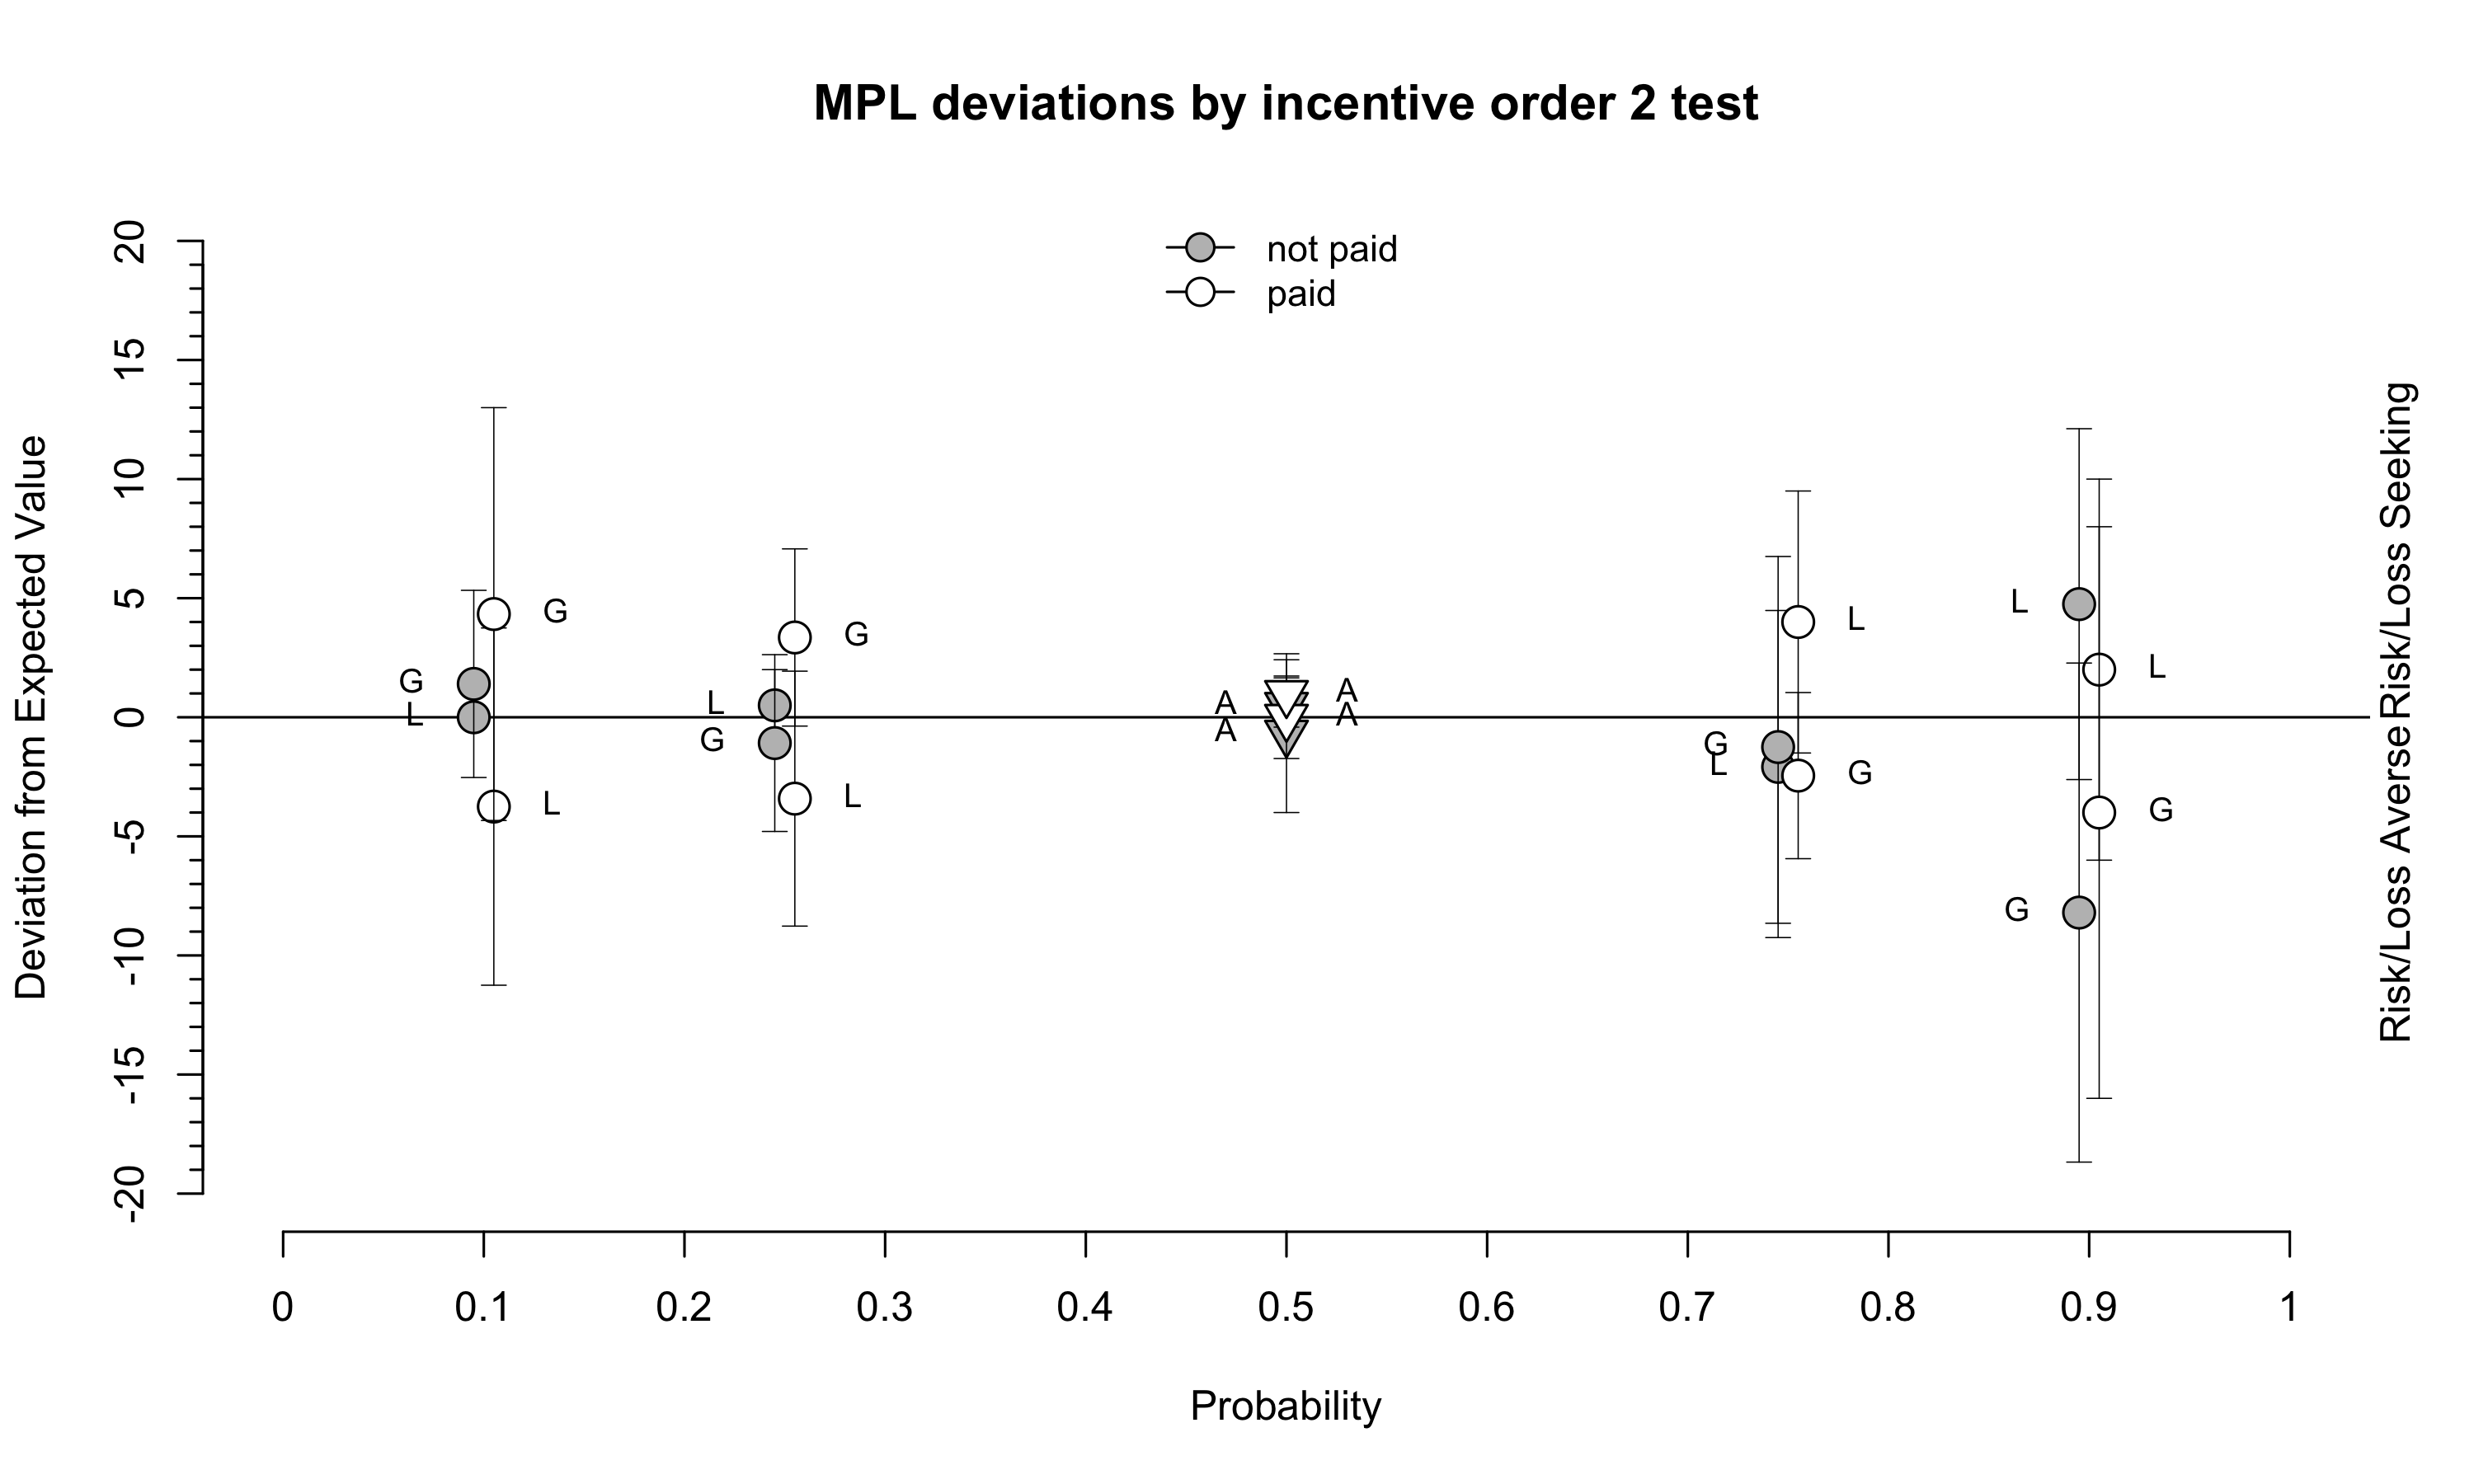 MPL deviations by incentive order 2 test
not paid
paid
Deviation from Expected Value
20
15
10
5
0
-5
-10
-15
-20
G
L
G
L
L
G
G
L
A
A
A
A
G
L
L
G
L
G
L
G
Risk/Loss Seeking
Risk/Loss Averse
0 0.1 0.2 0.3 0.4 0.5 0.6 0.7 0.8 0.9 1
Probability